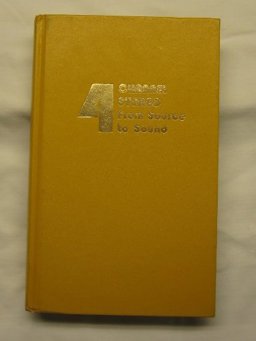 4 CHANNEL
STEREO
From Source
to Sound